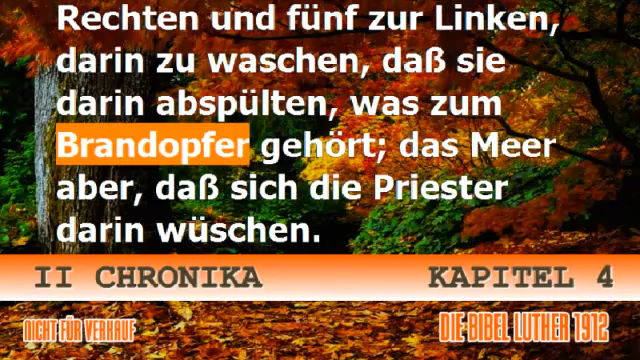 Rechten und fünf zur Linken,
darin zu waschen, daß sie
darin abspülten, was zum
Brandopfer gehört; das Meer
aber, daß sich die Priester
darin wüschen.
II CHRONIKA KAPITEL 4
NICHT FÜR VERKAUF DIE BIBEL LUTHER 1912